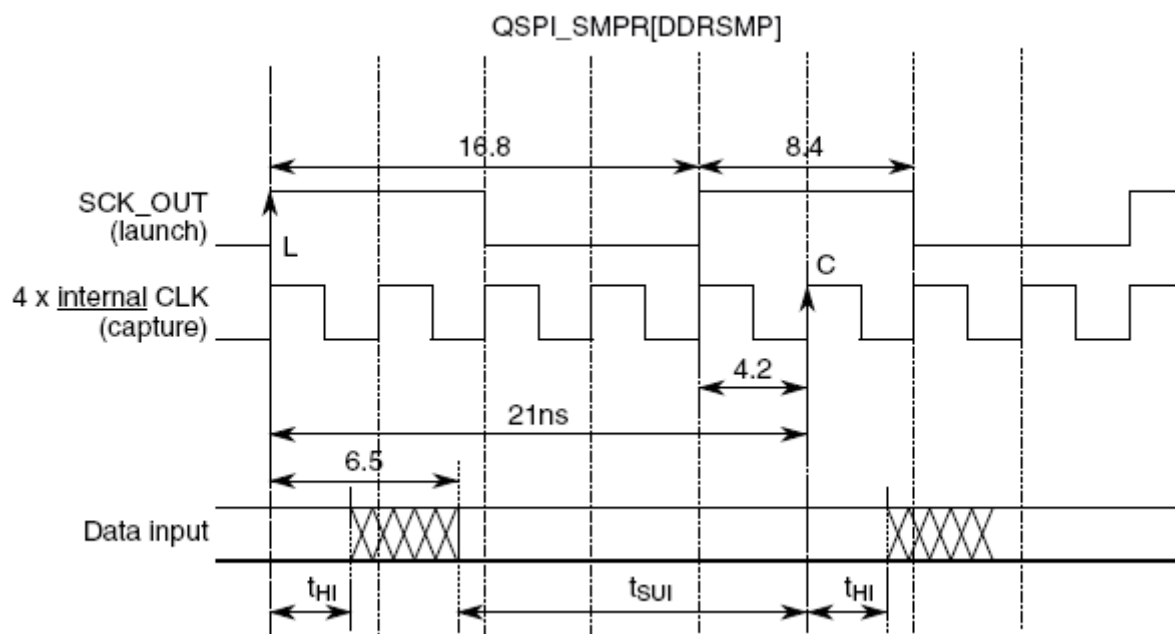 QSPI_SMPR[DDRSMP]
16.8
8.4
SCK_OUT
(launch)
L
C
4 x internal CLK
(capture)
4.2
21ns
6.5
Data input
tHI
tSUI
tHI